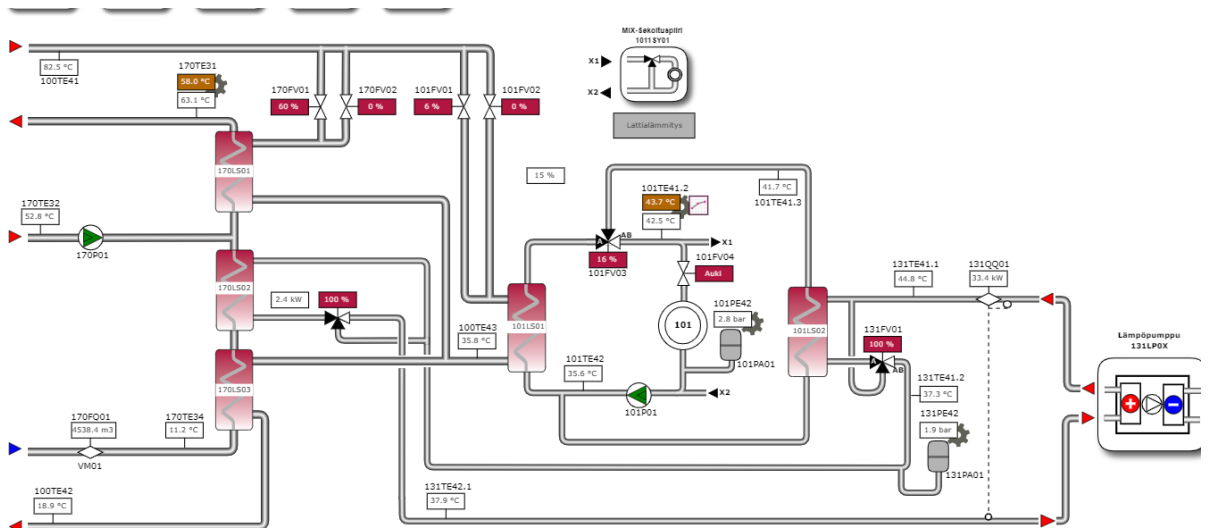 MIX-Sekoituspiiri
1011SY01
X1
X2
Lattialämmitys
82.5 °C
100TE41
170TE31
58.0 °C
63.1 °C
170FV01
60 %
170FV02
0 %
101FV01
6 %
101FV02
0 %
170LS01
15 %
41.7 °C
101TE41.3
101TE41.2
43.7 °C
42.5 °C
170TE32
52.8 °C
170P01
A
AB
X1
16 %
101FV03
101FV04
Auki
131TE41.1
44.8 °C
131QQ01
33.4 kW
170LS02
2.4 kW
100 %
101LS01
101
101PE42
2.8 bar
101PA01
101LS02
131FV01
100 %
A
AB
Lämpöpumppu
131LP0X
100TE43
35.8 °C
170LS03
101TE42
35.6 °C
101P01
X2
131TE41.2
37.3 °C
131PE42
1.9 bar
131PA01
170FQ01
4538.4 m3
VM01
170TE34
11.2 °C
100TE42
18.9 °C
131TE42.1
37.9 °C